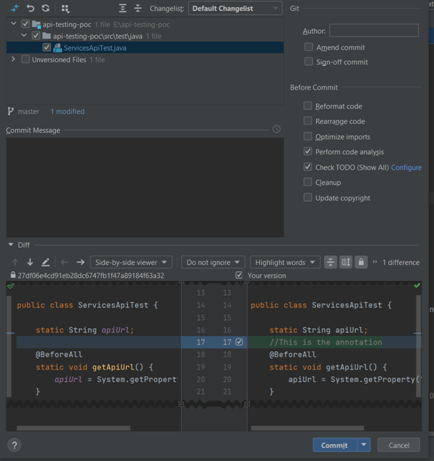 Changelist: Default Changelist
Git
api-testing-poc 1 file E:\api-testing-poc
api-testing-poc\src\test\java 1 file
ServicesApiTest.java
Unversioned Files 1 file
Author:
Amend commit
Sign-off commit
Before Commit
Reformat code
Rearrange code
Optimize imports
Perform code analysis
Check TODO (Show All) Configure
Cleanup
Update copyright
master 1 modified
Commit Message
Diff
Side-by-side viewer Do not ignore Highlight words 1 difference
27df06e4cd91eb28dc6747fb1f47a89184f63a32 Your version
13 13
public class ServicesApiTest { 14 14 public class ServicesApiTest {
15 15
static String apiUrl; 16 16 static String apiUrl;
17 17 //This is the annotation
@BeforeAll 18 18 @BeforeAll
static void getApiUrl() { 19 19 static void getApiUrl() {
apiUrl = System.getPropert 20 20 apiUrl = System.getProperty(
} 21 21 }
? Commit Cancel